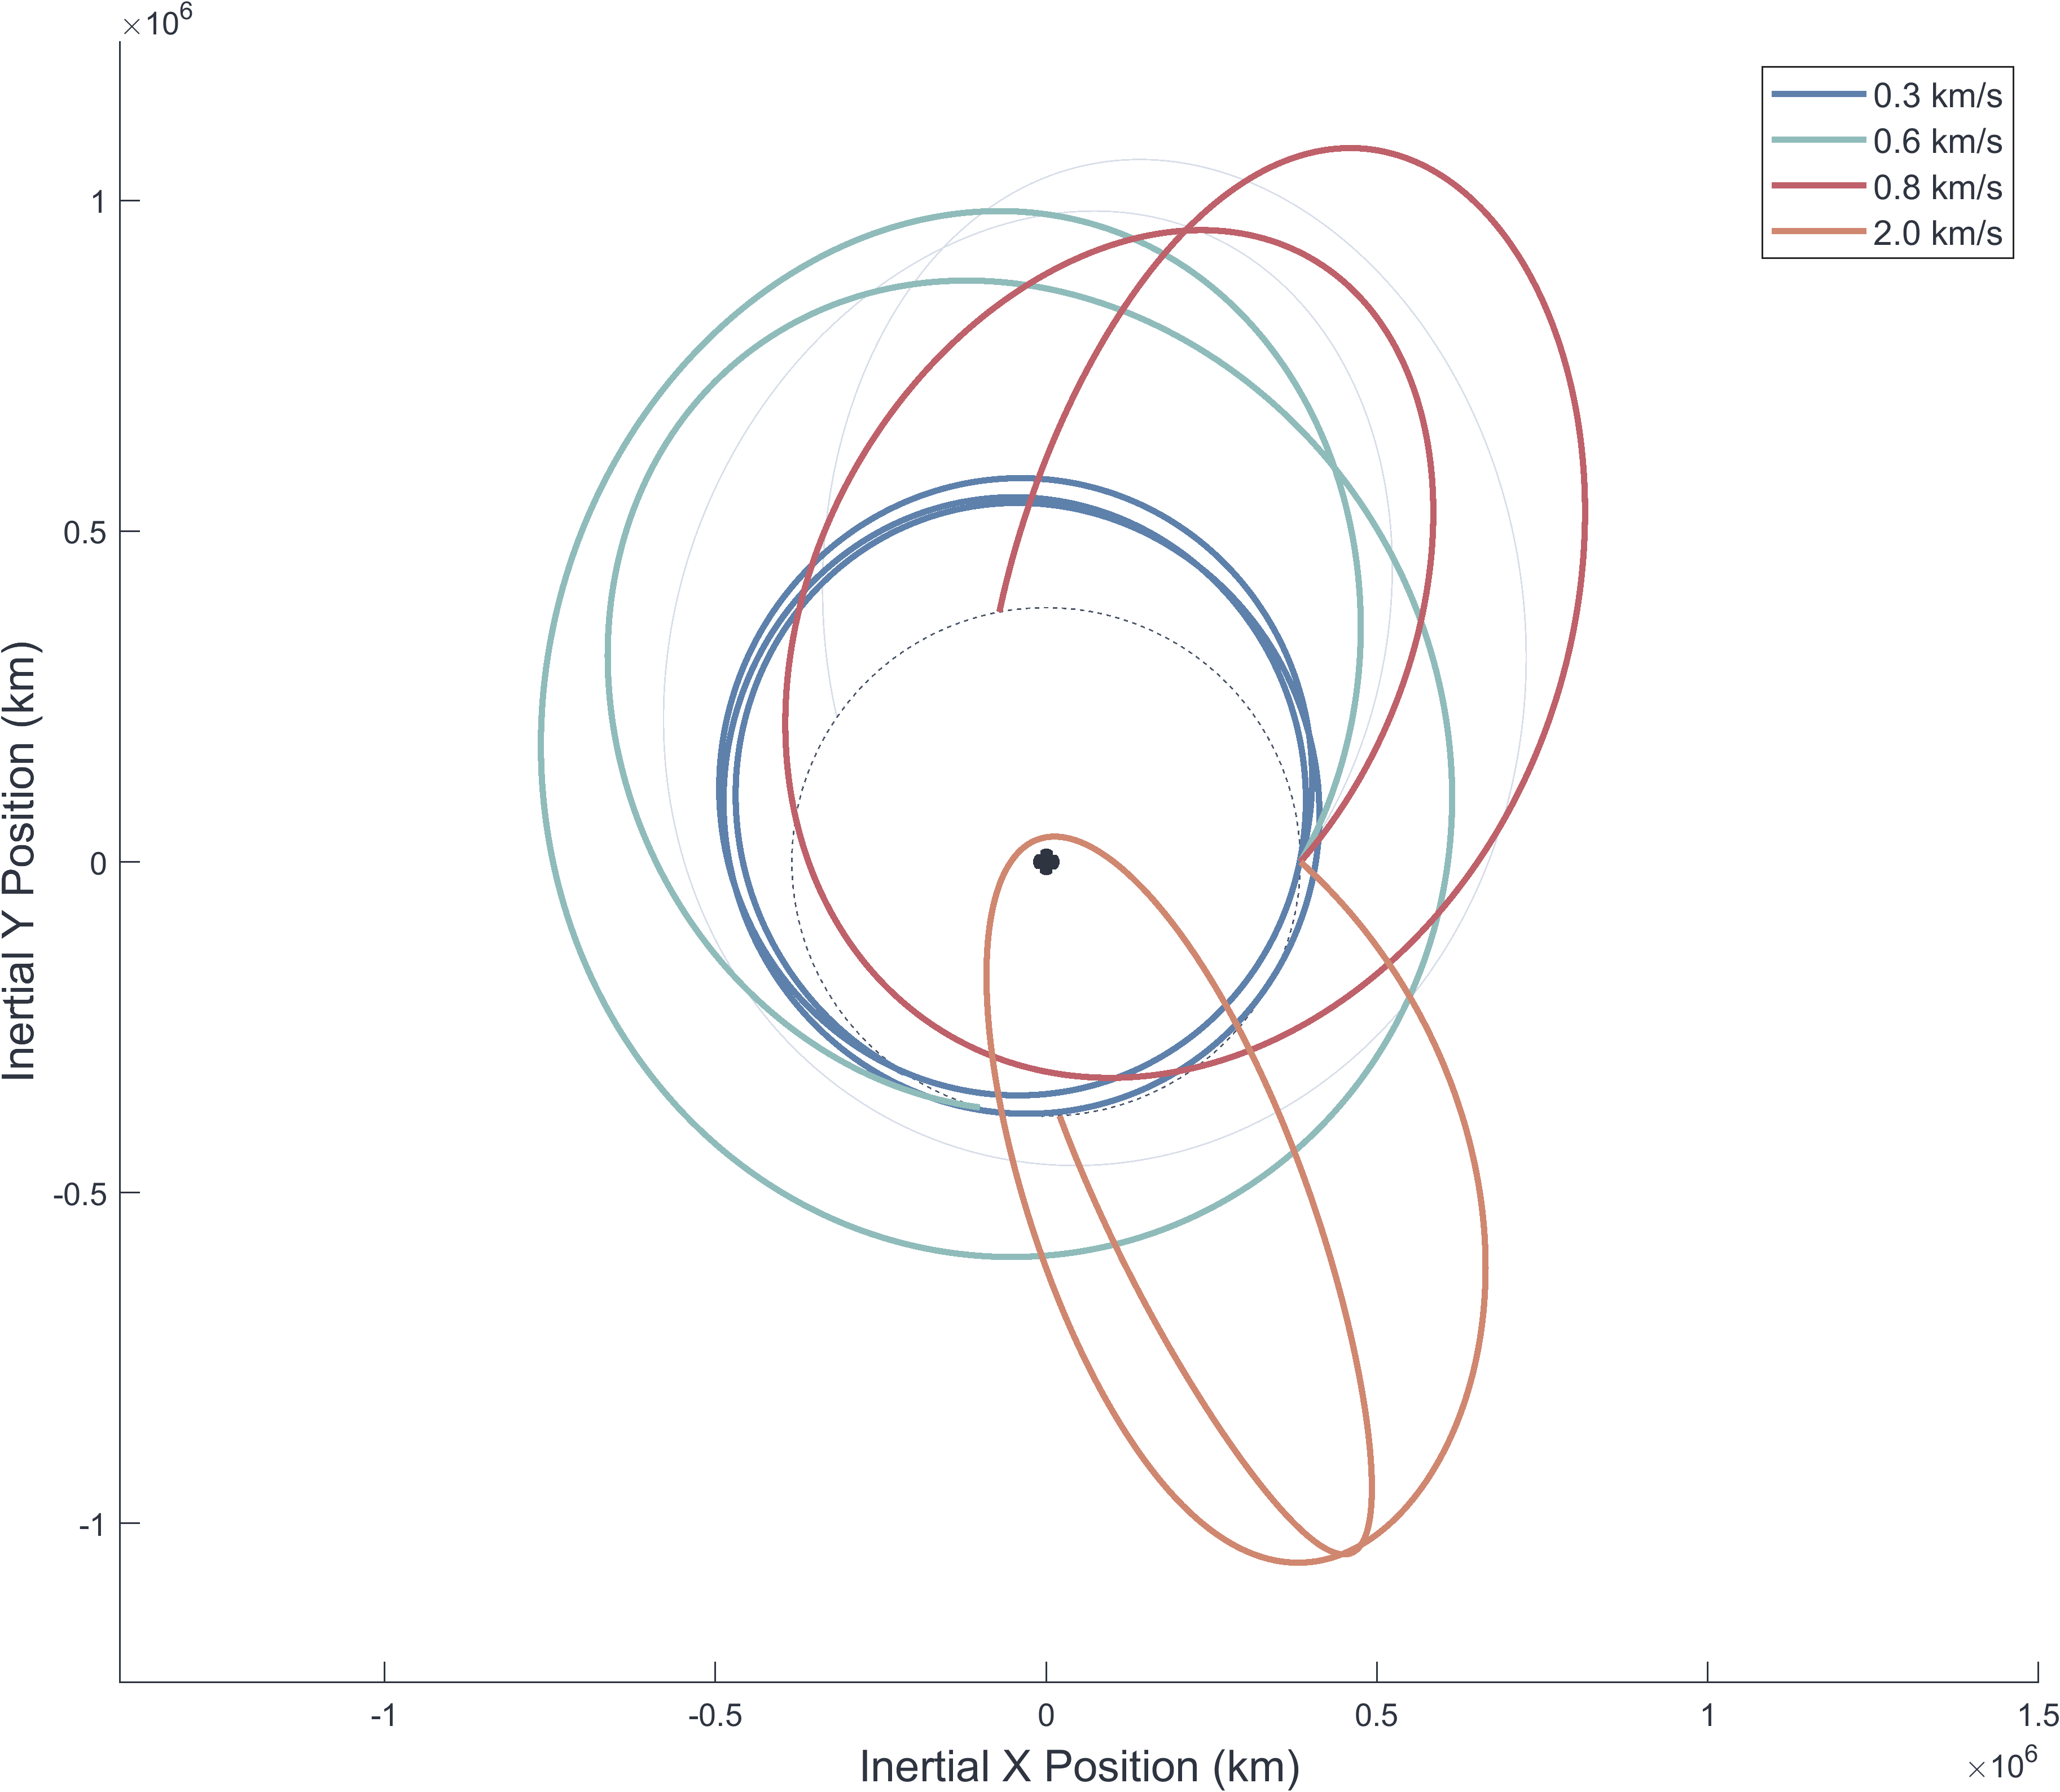 ×10⁶
0.3 km/s
0.6 km/s
0.8 km/s
2.0 km/s
1
0.5
0
-0.5
-1
Inertial Y Position (km)
-1
-0.5
0
0.5
1
1.5
Inertial X Position (km)
×10⁶